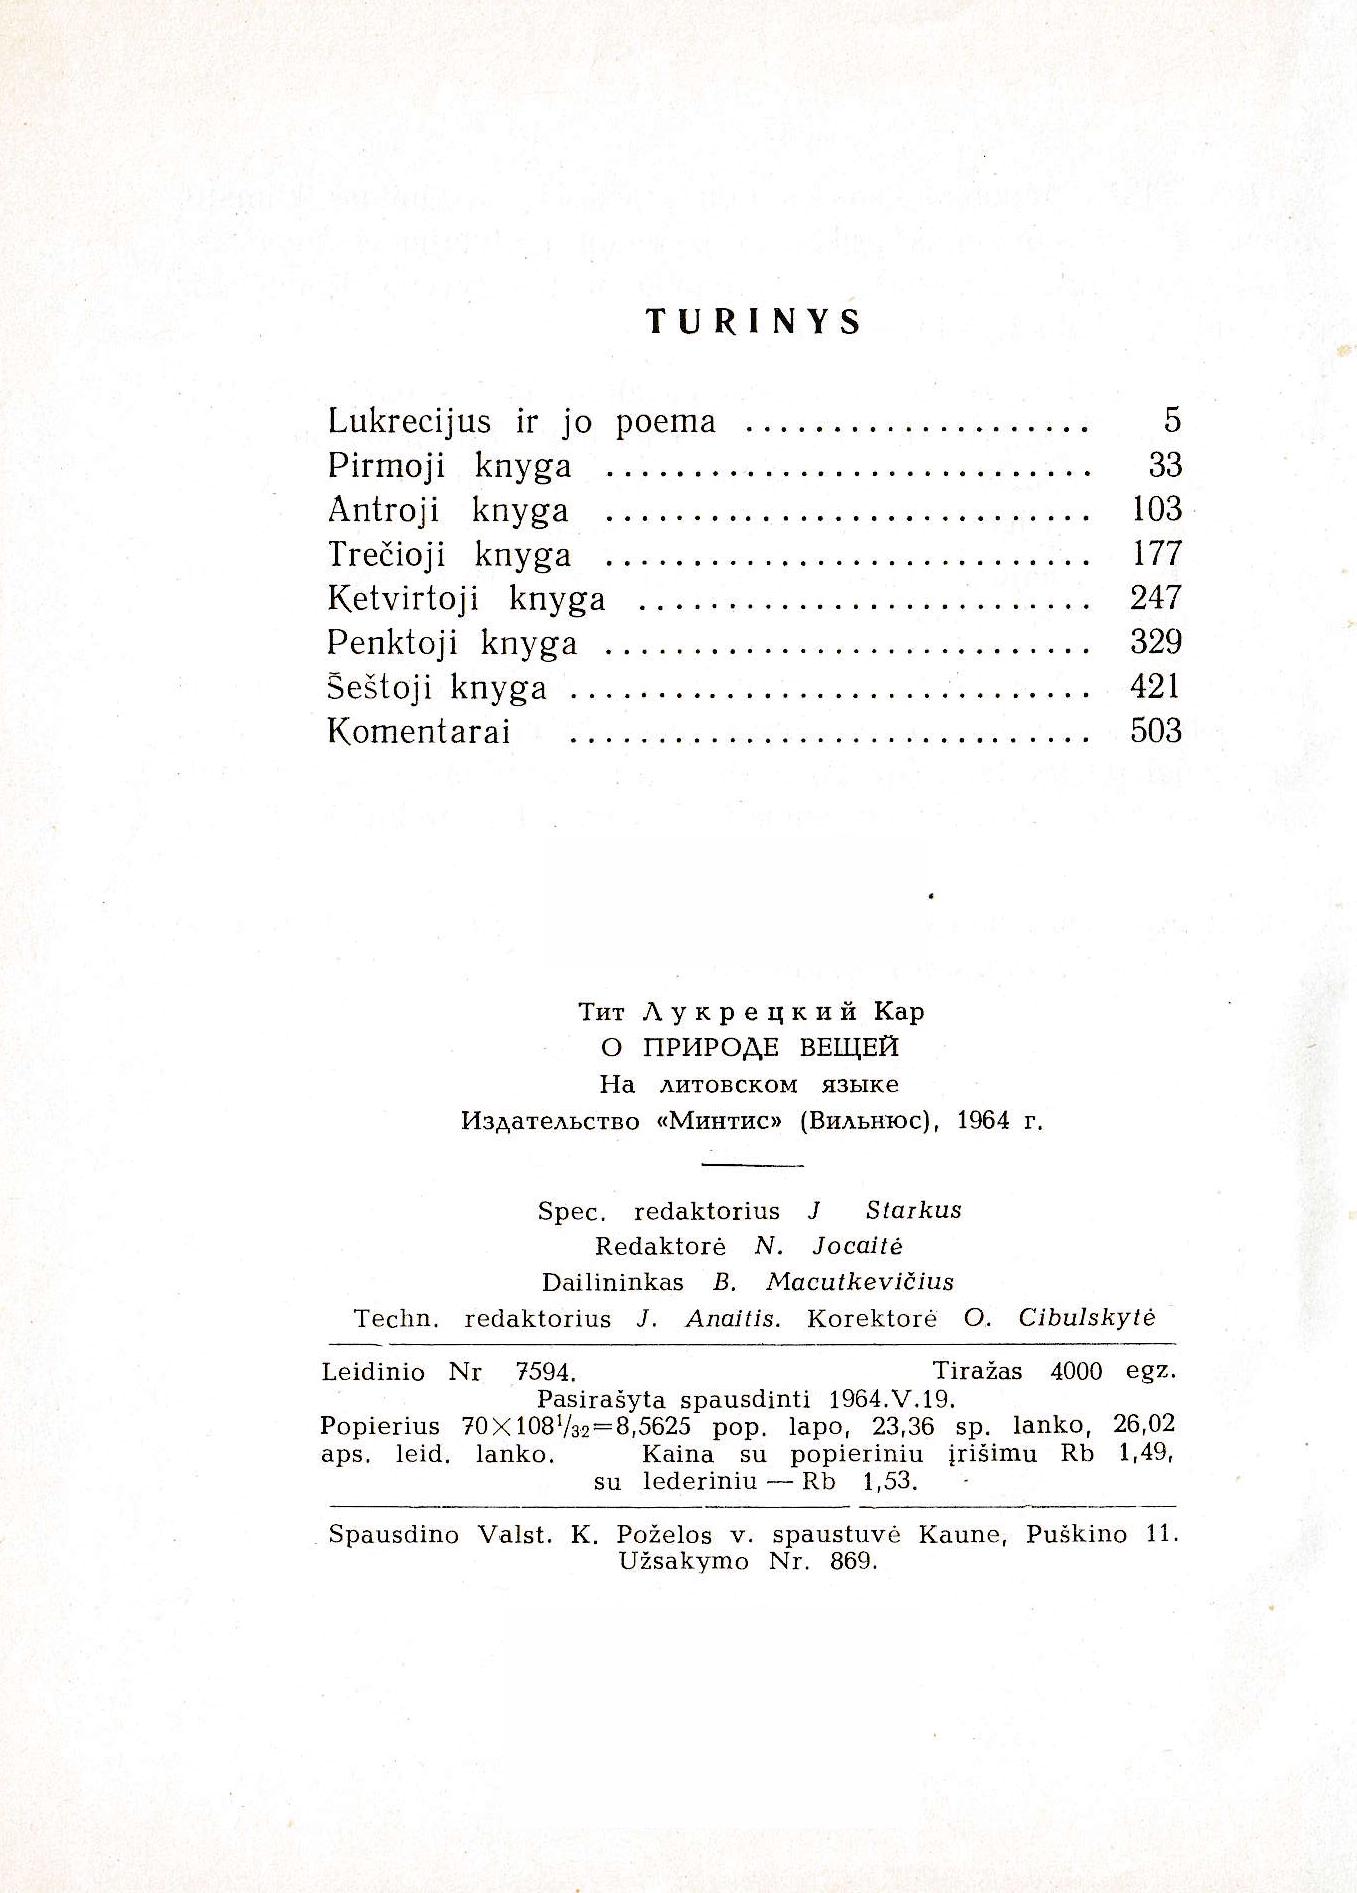 TURINYS
Lukrecijus ir jo poema .................... 5
Pirmoji knyga ............................ 33
Antroji knyga ............................ 103
Trečioji knyga ............................ 177
Ketvirtoji knyga .......................... 247
Penktoji knyga ............................ 329
Šeštoji knyga .............................. 421
Komentarai .............................. 503
Тит Лукрецкий Кар
О ПРИРОДЕ ВЕЩЕЙ
На литовском языке
Издательство «Минтис» (Вильнюс), 1964 г.
Spec. redaktorius J Starkus
Redaktorė N. Jocaitė
Dailininkas B. Macutkevičius
Techn. redaktorius J. Anaitis. Korektorė O. Cibulskytė
Leidinio Nr 7594. Tiražas 4000 egz.
Pasirašyta spausdinti 1964.V.19.
Popierius 70×108¹/₃₂=8,5625 pop. lapo, 23,36 sp. lanko, 26,02
aps. leid. lanko. Kaina su popieriniu įrišimu Rb 1,49,
su lederiniu — Rb 1,53.
Spausdino Valst. K. Poželos v. spaustuvė Kaune, Puškino 11.
Užsakymo Nr. 869.